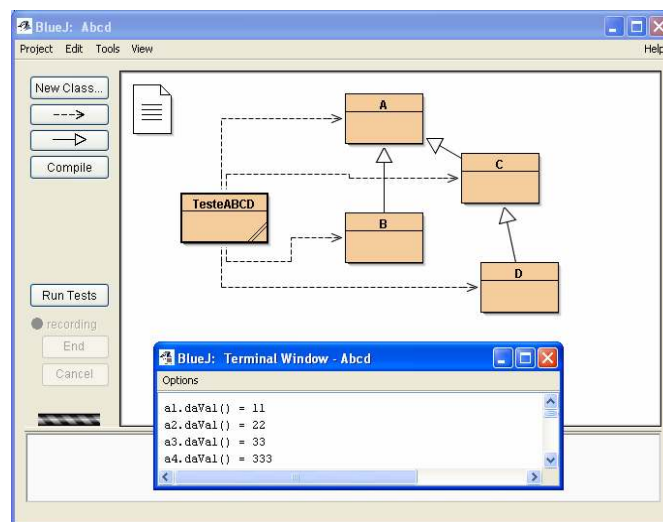 BlueJ: Abcd
Project Edit Tools View Help
New Class...
Compile
A
C
TesteABCD
B
D
Run Tests
recording
End
Cancel
BlueJ: Terminal Window - Abcd
Options
a1.daVal() = 11
a2.daVal() = 22
a3.daVal() = 33
a4.daVal() = 333